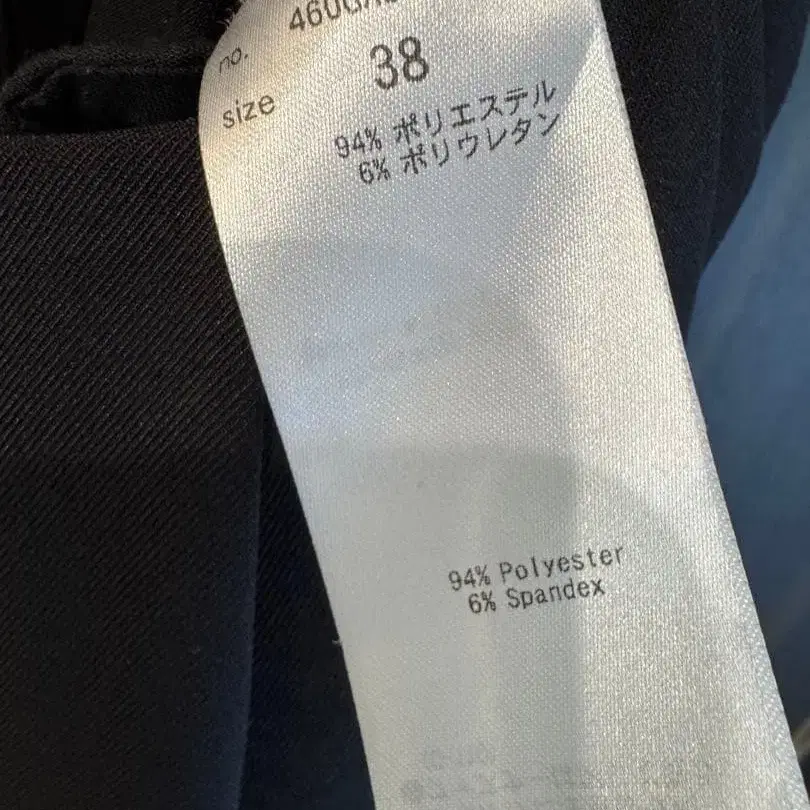 no.
size 38
94% ポリエステル
6% ポリウレタン
94% Polyester
6% Spandex